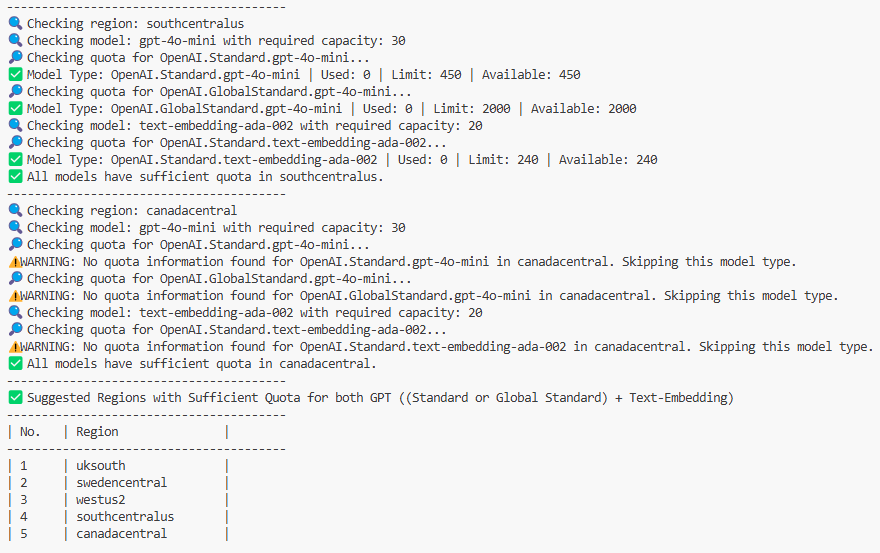 ----------------------------------------
🔍 Checking region: southcentralus
🔍 Checking model: gpt-4o-mini with required capacity: 30
🔎 Checking quota for OpenAI.Standard.gpt-4o-mini...
✅ Model Type: OpenAI.Standard.gpt-4o-mini | Used: 0 | Limit: 450 | Available: 450
🔎 Checking quota for OpenAI.GlobalStandard.gpt-4o-mini...
✅ Model Type: OpenAI.GlobalStandard.gpt-4o-mini | Used: 0 | Limit: 2000 | Available: 2000
🔍 Checking model: text-embedding-ada-002 with required capacity: 20
🔎 Checking quota for OpenAI.Standard.text-embedding-ada-002...
✅ Model Type: OpenAI.Standard.text-embedding-ada-002 | Used: 0 | Limit: 240 | Available: 240
✅ All models have sufficient quota in southcentralus.
----------------------------------------
🔍 Checking region: canadacentral
🔍 Checking model: gpt-4o-mini with required capacity: 30
🔎 Checking quota for OpenAI.Standard.gpt-4o-mini...
⚠️WARNING: No quota information found for OpenAI.Standard.gpt-4o-mini in canadacentral. Skipping this model type.
🔎 Checking quota for OpenAI.GlobalStandard.gpt-4o-mini...
⚠️WARNING: No quota information found for OpenAI.GlobalStandard.gpt-4o-mini in canadacentral. Skipping this model type.
🔍 Checking model: text-embedding-ada-002 with required capacity: 20
🔎 Checking quota for OpenAI.Standard.text-embedding-ada-002...
⚠️WARNING: No quota information found for OpenAI.Standard.text-embedding-ada-002 in canadacentral. Skipping this model type.
✅ All models have sufficient quota in canadacentral.
----------------------------------------
✅ Suggested Regions with Sufficient Quota for both GPT ((Standard or Global Standard) + Text-Embedding)
----------------------------------------
| No. | Region |
----------------------------------------
| 1 | uksouth |
| 2 | swedencentral |
| 3 | westus2 |
| 4 | southcentralus |
| 5 | canadacentral |